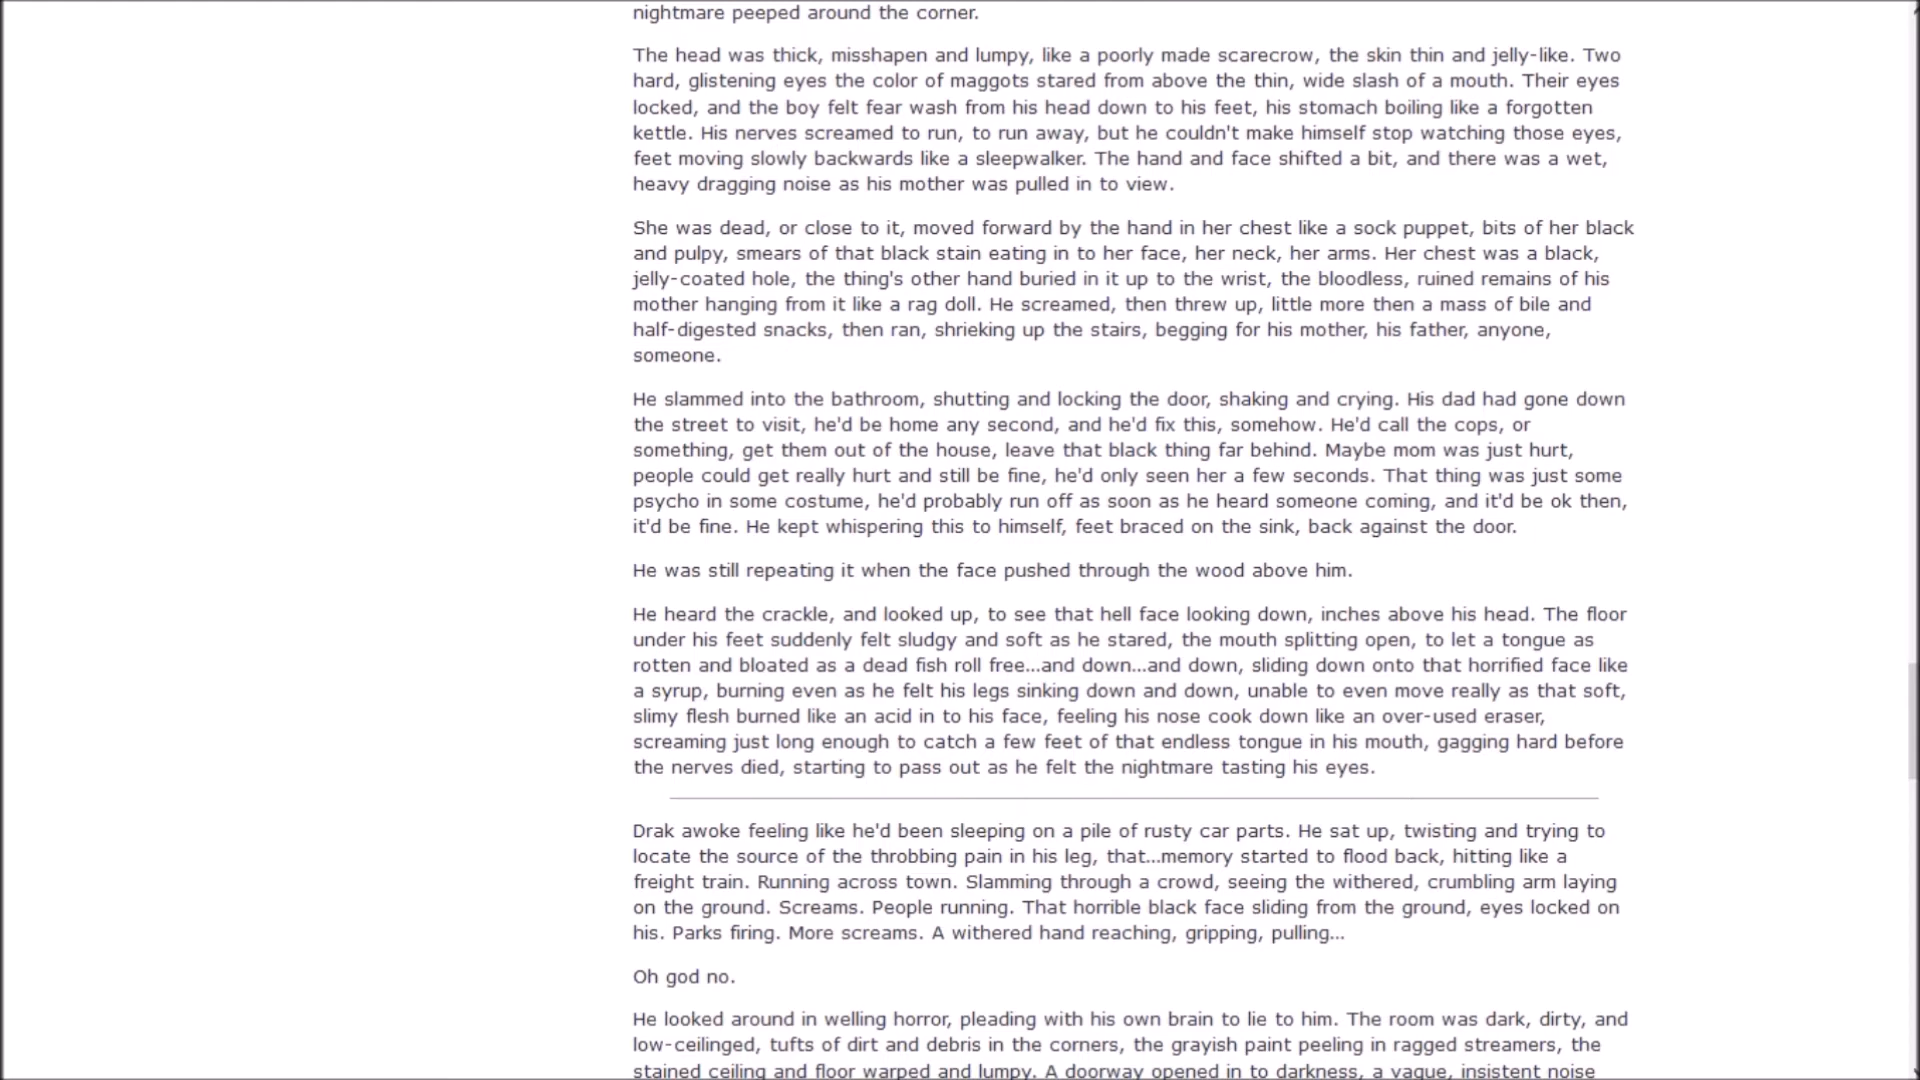 nightmare peeped around the corner.
The head was thick, misshapen and lumpy, like a poorly made scarecrow, the skin thin and jelly-like. Two
hard, glistening eyes the color of maggots stared from above the thin, wide slash of a mouth. Their eyes
locked, and the boy felt fear wash from his head down to his feet, his stomach boiling like a forgotten
kettle. His nerves screamed to run, to run away, but he couldn't make himself stop watching those eyes,
feet moving slowly backwards like a sleepwalker. The hand and face shifted a bit, and there was a wet,
heavy dragging noise as his mother was pulled in to view.
She was dead, or close to it, moved forward by the hand in her chest like a sock puppet, bits of her black
and pulpy, smears of that black stain eating in to her face, her neck, her arms. Her chest was a black,
jelly-coated hole, the thing's other hand buried in it up to the wrist, the bloodless, ruined remains of his
mother hanging from it like a rag doll. He screamed, then threw up, little more then a mass of bile and
half-digested snacks, then ran, shrieking up the stairs, begging for his mother, his father, anyone,
someone.
He slammed into the bathroom, shutting and locking the door, shaking and crying. His dad had gone down
the street to visit, he'd be home any second, and he'd fix this, somehow. He'd call the cops, or
something, get them out of the house, leave that black thing far behind. Maybe mom was just hurt,
people could get really hurt and still be fine, he'd only seen her a few seconds. That thing was just some
psycho in some costume, he'd probably run off as soon as he heard someone coming, and it'd be ok then,
it'd be fine. He kept whispering this to himself, feet braced on the sink, back against the door.
He was still repeating it when the face pushed through the wood above him.
He heard the crackle, and looked up, to see that hell face looking down, inches above his head. The floor
under his feet suddenly felt sludgy and soft as he stared, the mouth splitting open, to let a tongue as
rotten and bloated as a dead fish roll free...and down...and down, sliding down onto that horrified face like
a syrup, burning even as he felt his legs sinking down and down, unable to even move really as that soft,
slimy flesh burned like an acid in to his face, feeling his nose cook down like an over-used eraser,
screaming just long enough to catch a few feet of that endless tongue in his mouth, gagging hard before
the nerves died, starting to pass out as he felt the nightmare tasting his eyes.
Drak awoke feeling like he'd been sleeping on a pile of rusty car parts. He sat up, twisting and trying to
locate the source of the throbbing pain in his leg, that...memory started to flood back, hitting like a
freight train. Running across town. Slamming through a crowd, seeing the withered, crumbling arm laying
on the ground. Screams. People running. That horrible black face sliding from the ground, eyes locked on
his. Parks firing. More screams. A withered hand reaching, gripping, pulling...
Oh god no.
He looked around in welling horror, pleading with his own brain to lie to him. The room was dark, dirty, and
low-ceilinged, tufts of dirt and debris in the corners, the grayish paint peeling in ragged streamers, the
stained ceiling and floor warped and lumpy. A doorway opened in to darkness, a vague, insistent noise